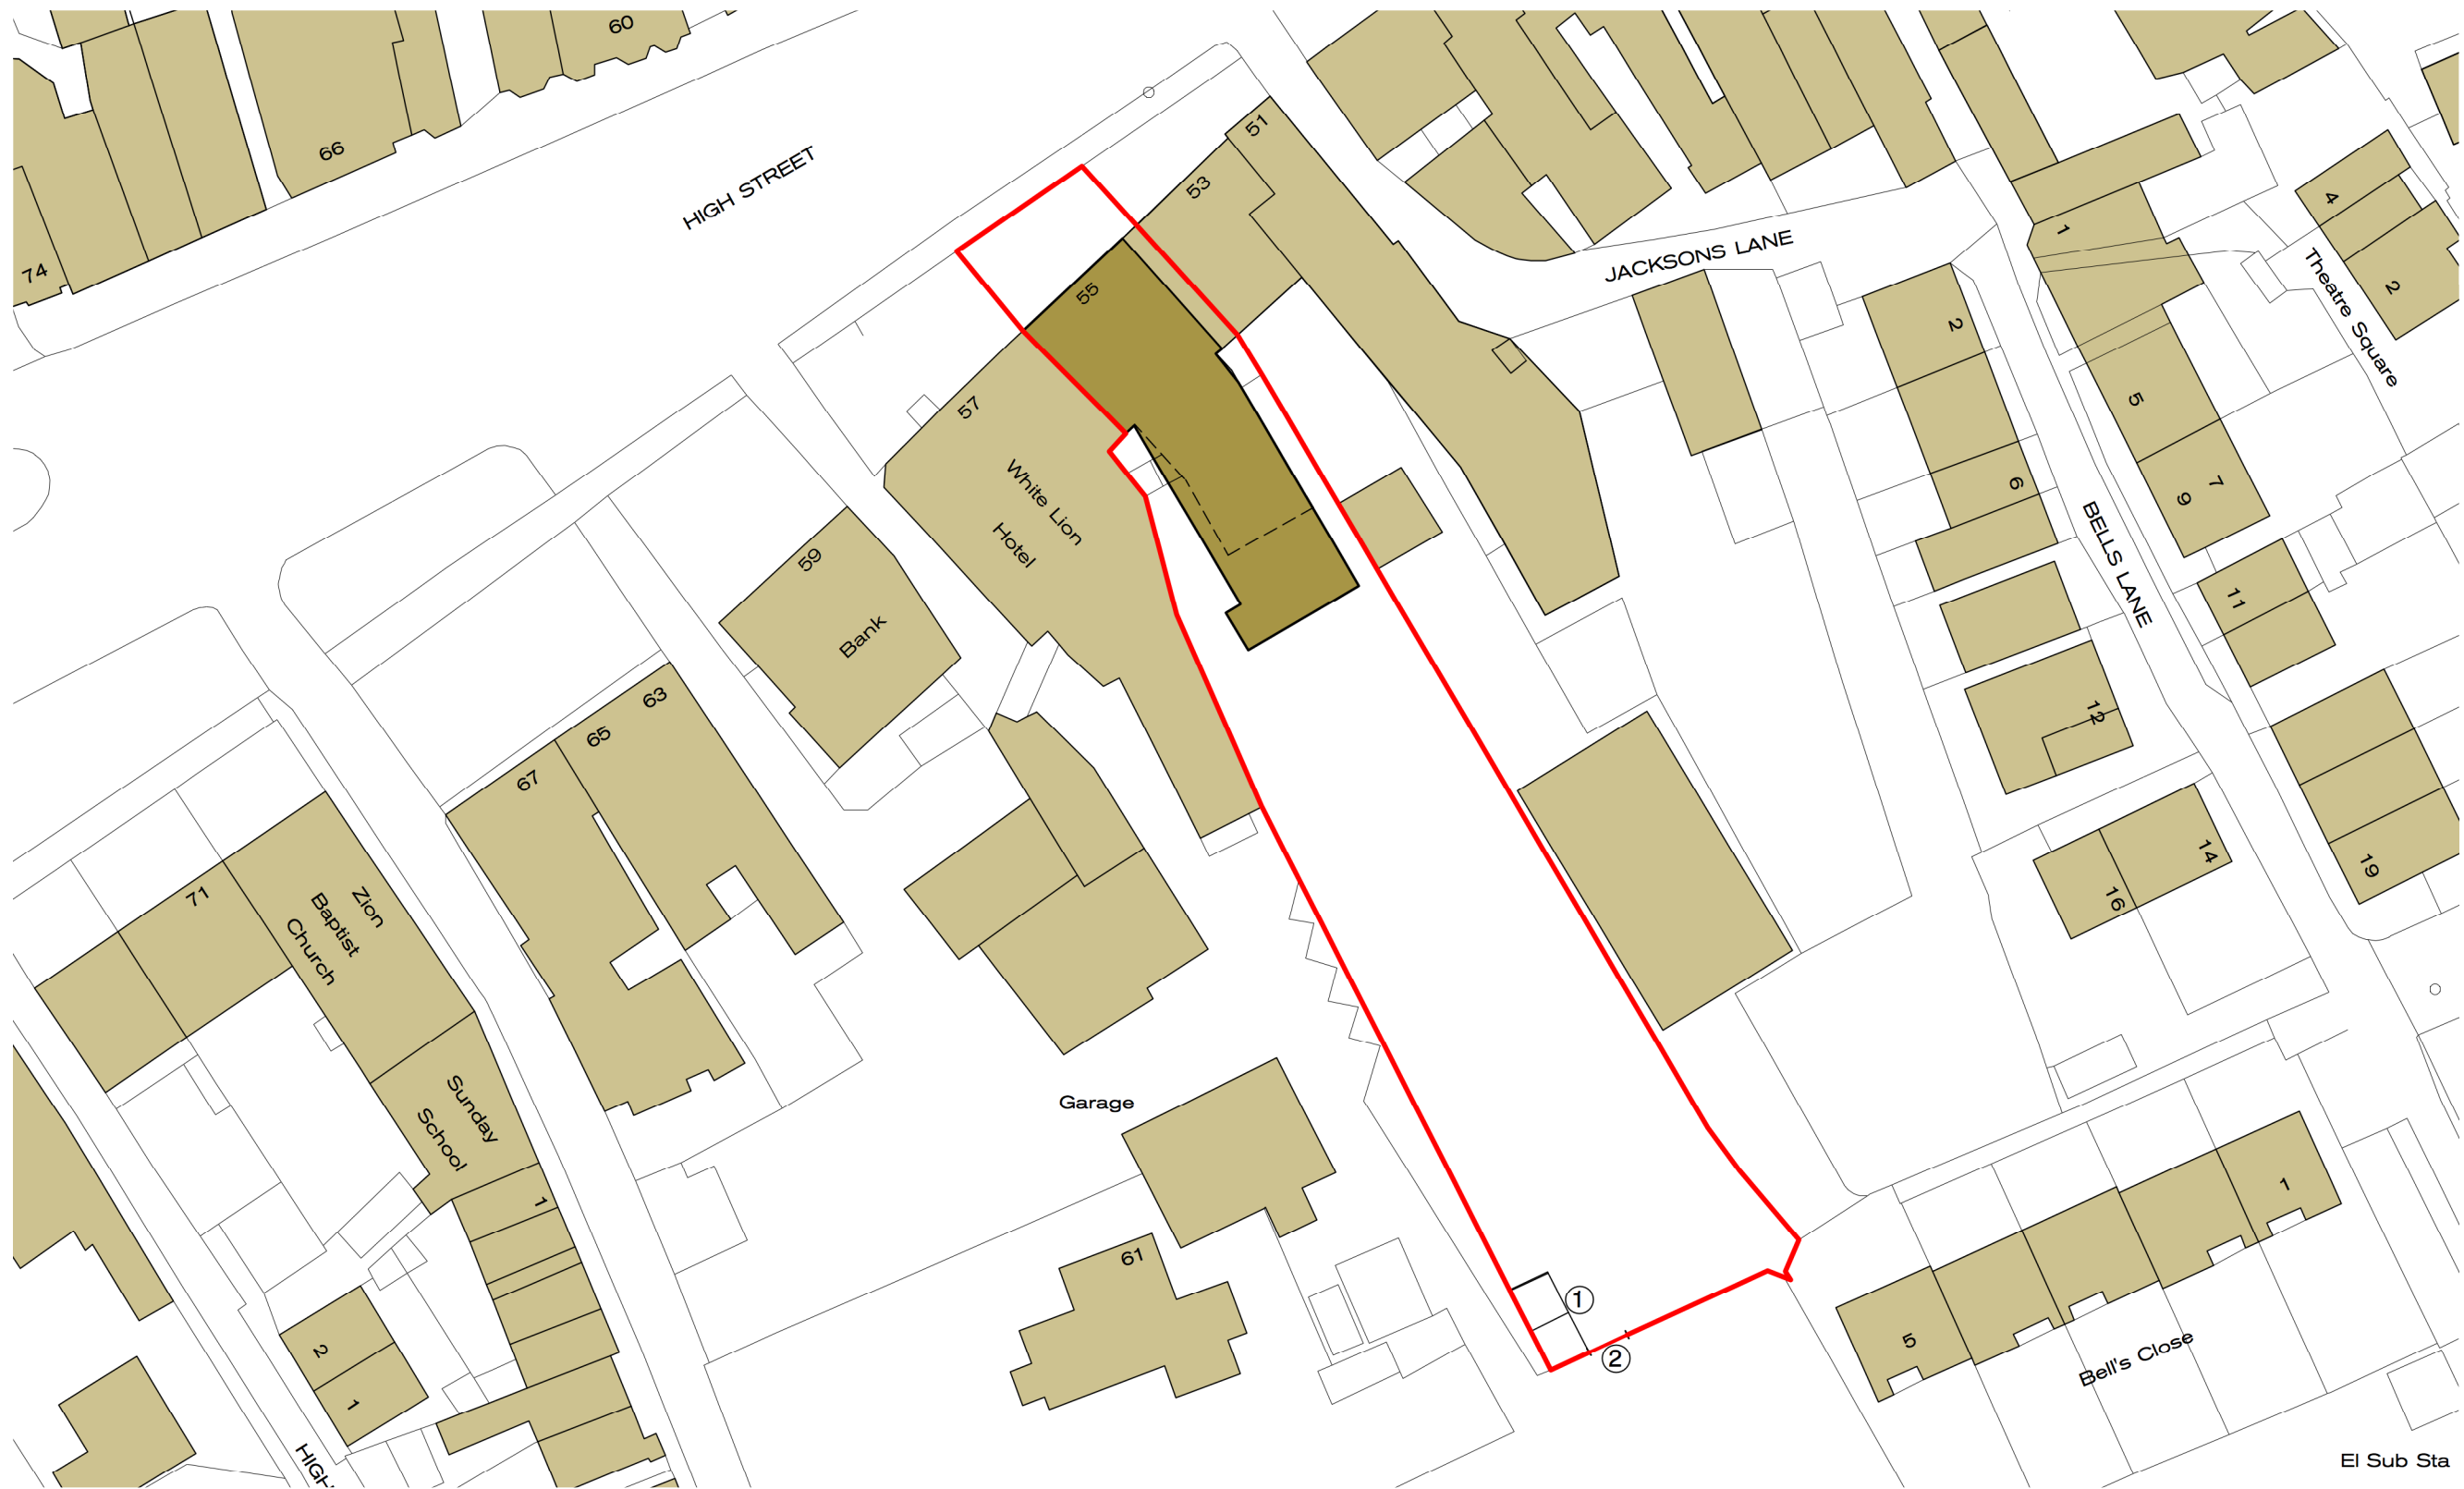 60
66
74
HIGH STREET
51
53
55
57
White Lion
Hotel
JACKSONS LANE
1
2
4
2
Theatre Square
5
7
9
6
BELLS LANE
11
12
14
16
19
59
Bank
63
65
67
71
Zion
Baptist
Church
Sunday
School
1
2
1
HIGH
Garage
61
①
②
5
1
Bell's Close
El Sub Sta